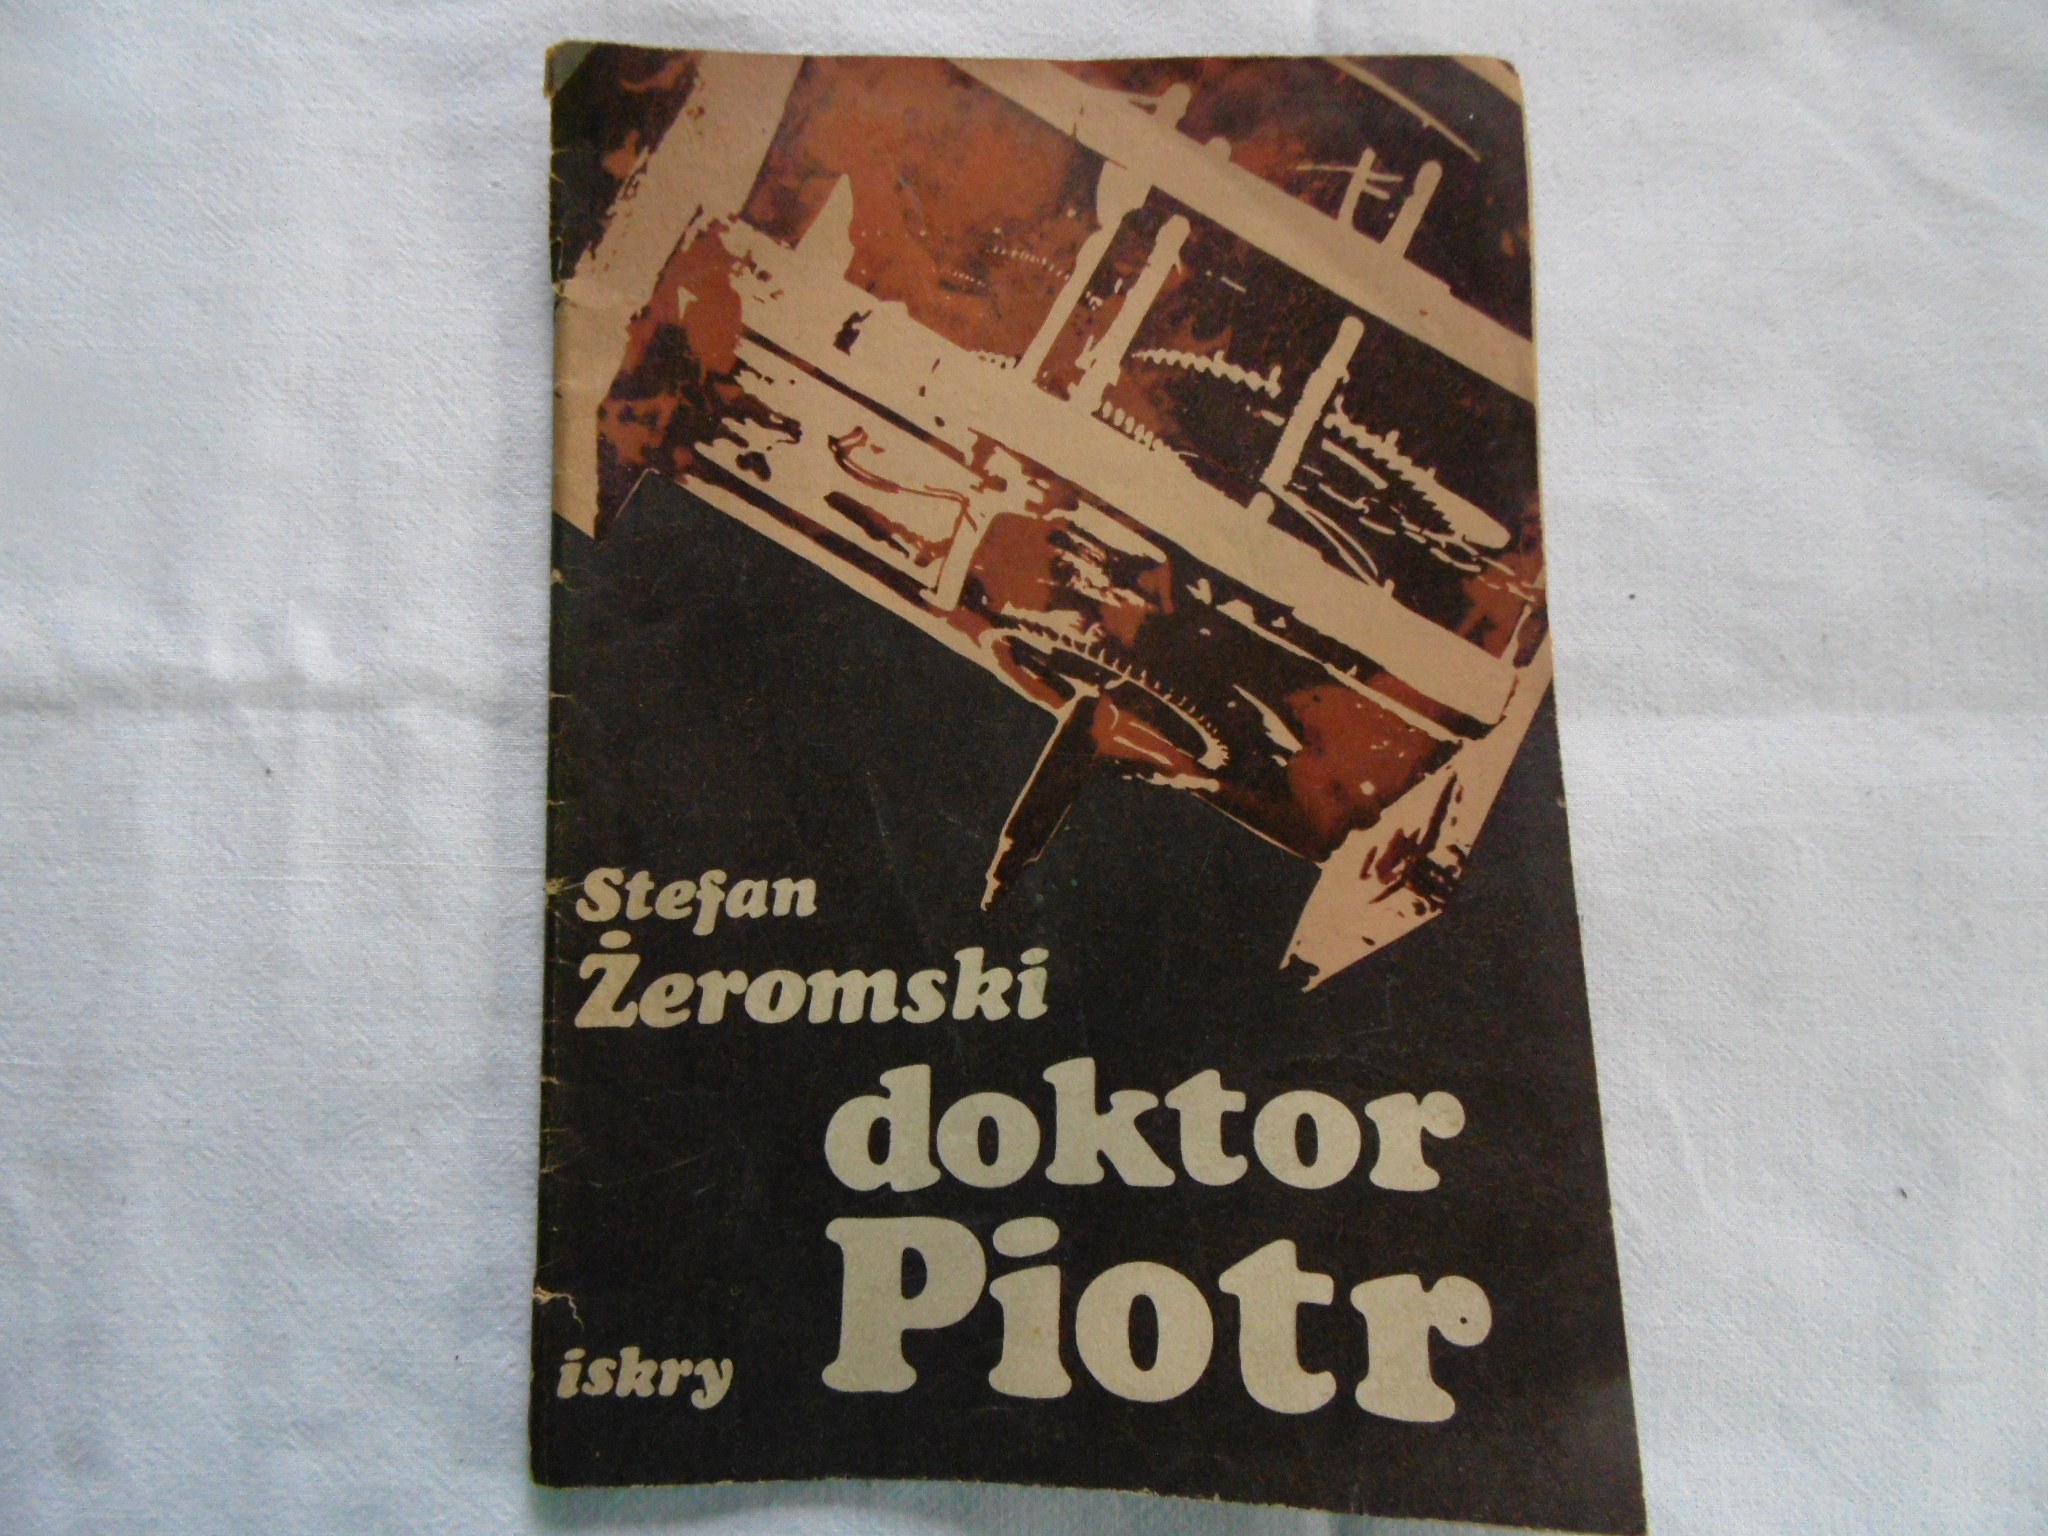 Stefan
Żeromski
doktor
Piotr
iskry